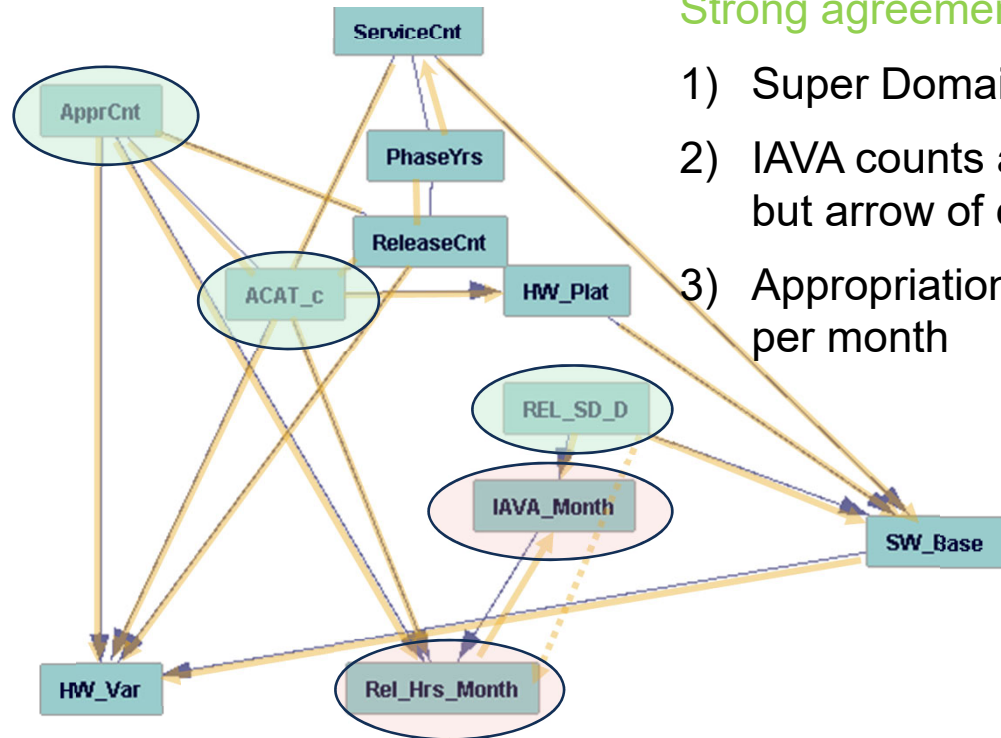 Strong agreemen
ServiceCnt
1) Super Domai
ApprCnt
PhaseYrs
2) IAVA counts a
but arrow of c
ReleaseCnt
ACAT_c
HW_Plat
3) Appropriation
per month
REL_SD_D
IAVA_Month
SW_Base
HW_Var
Rel_Hrs_Month